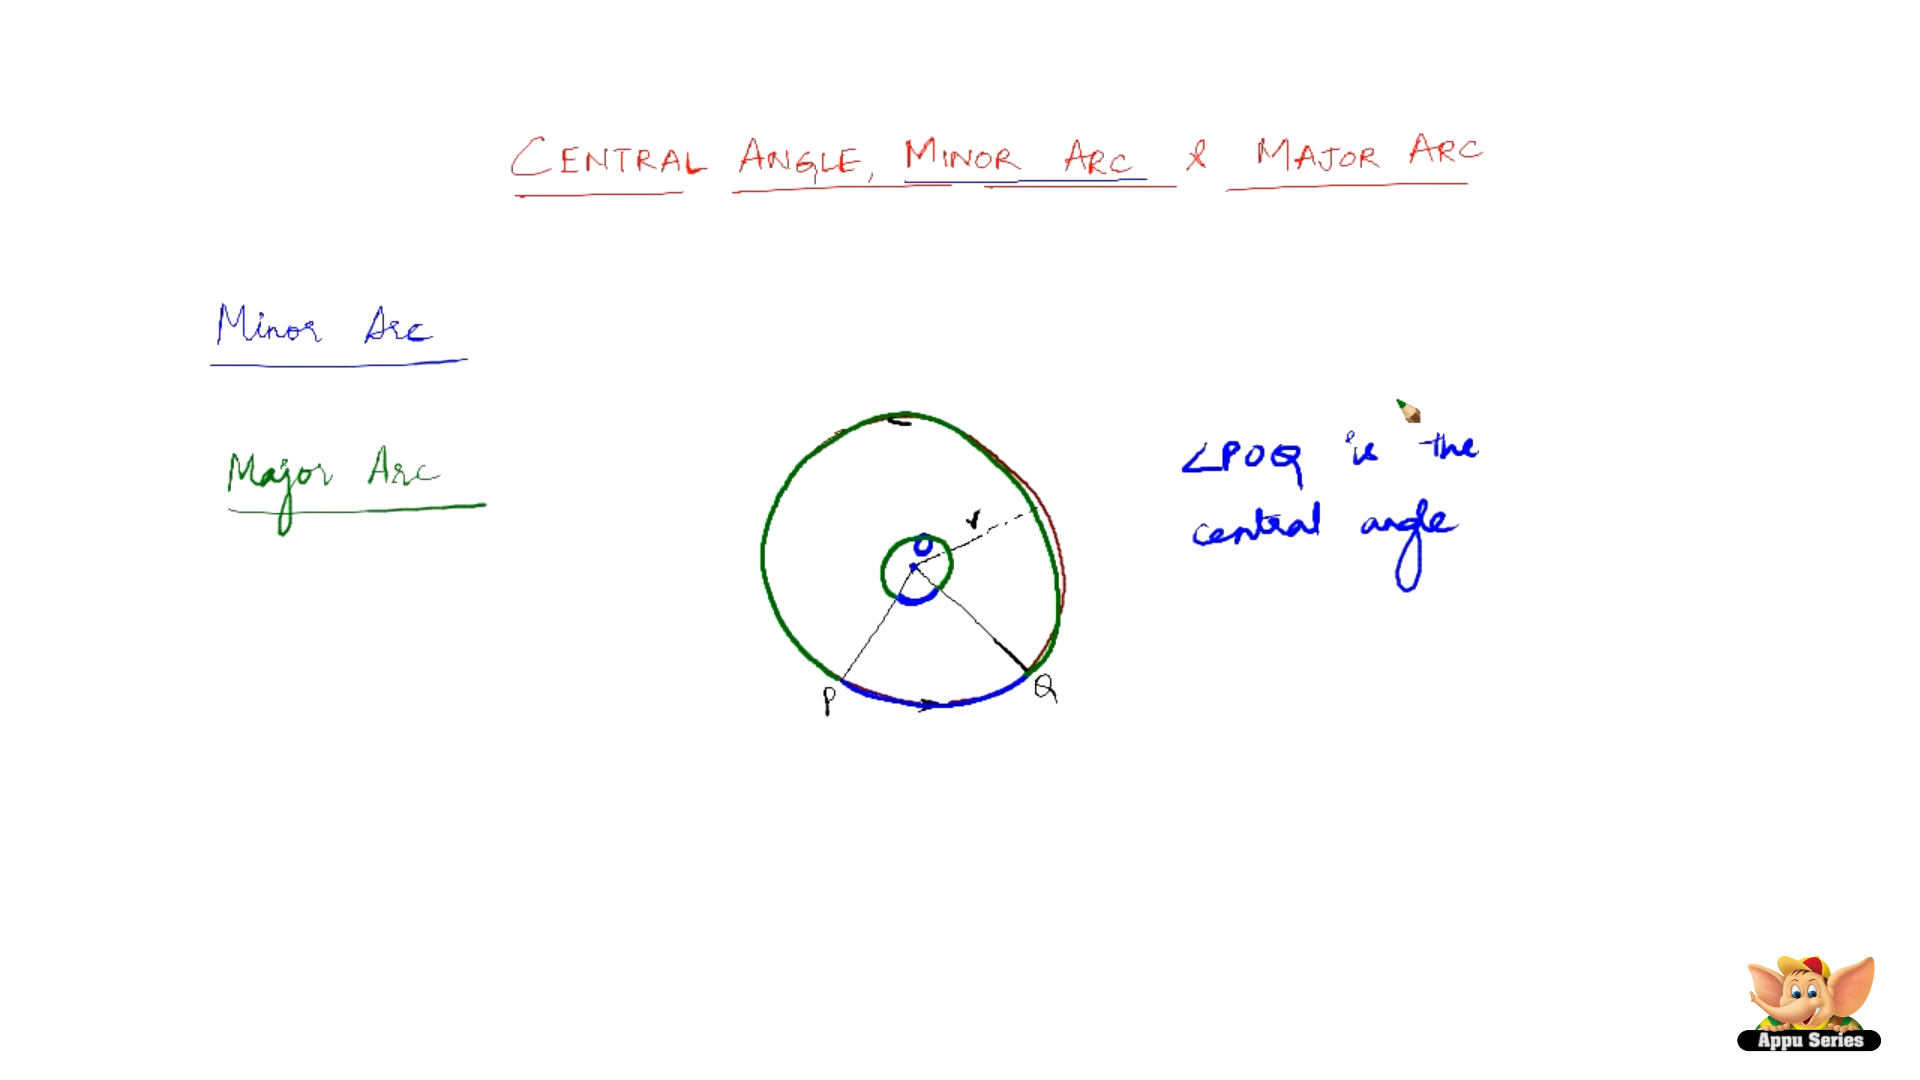 CENTRAL ANGLE, MINOR ARC & MAJOR ARC
Minor Arc
Major Arc
∠POQ is the
central angle
O
r
P
Q
Appu Series